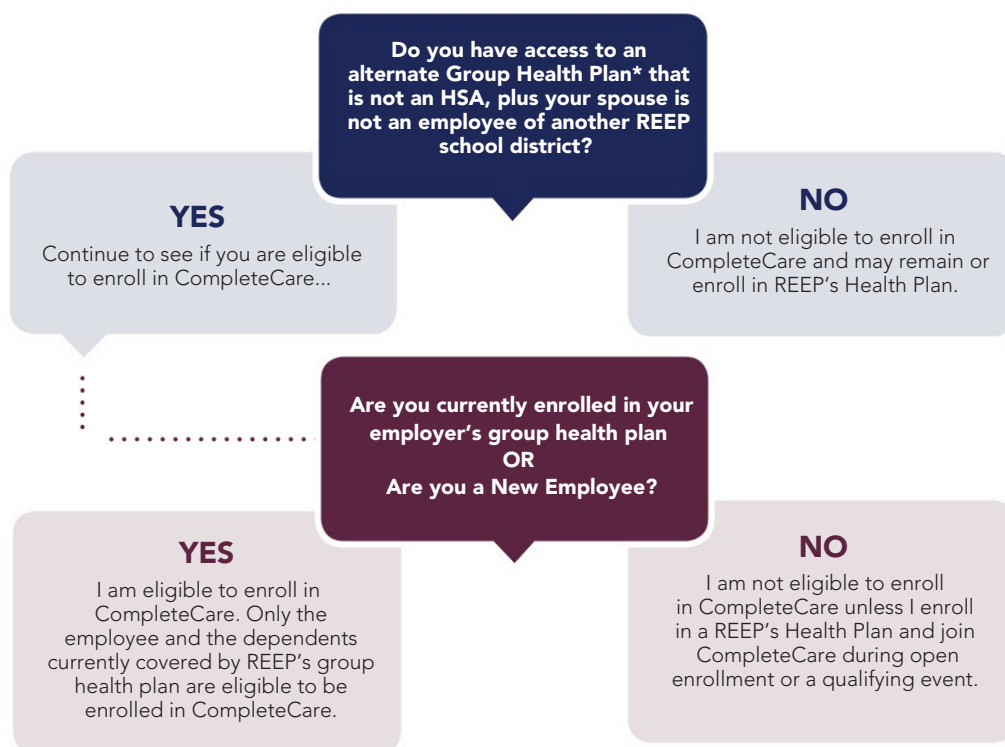 Do you have access to an
alternate Group Health Plan* that
is not an HSA, plus your spouse is
not an employee of another REEP
school district?
YES
Continue to see if you are eligible
to enroll in CompleteCare...
NO
I am not eligible to enroll in
CompleteCare and may remain or
enroll in REEP’s Health Plan.
Are you currently enrolled in your
employer’s group health plan
OR
Are you a New Employee?
YES
I am eligible to enroll in
CompleteCare. Only the
employee and the dependents
currently covered by REEP’s group
health plan are eligible to be
enrolled in CompleteCare.
NO
I am not eligible to enroll
in CompleteCare unless I enroll
in a REEP’s Health Plan and join
CompleteCare during open
enrollment or a qualifying event.